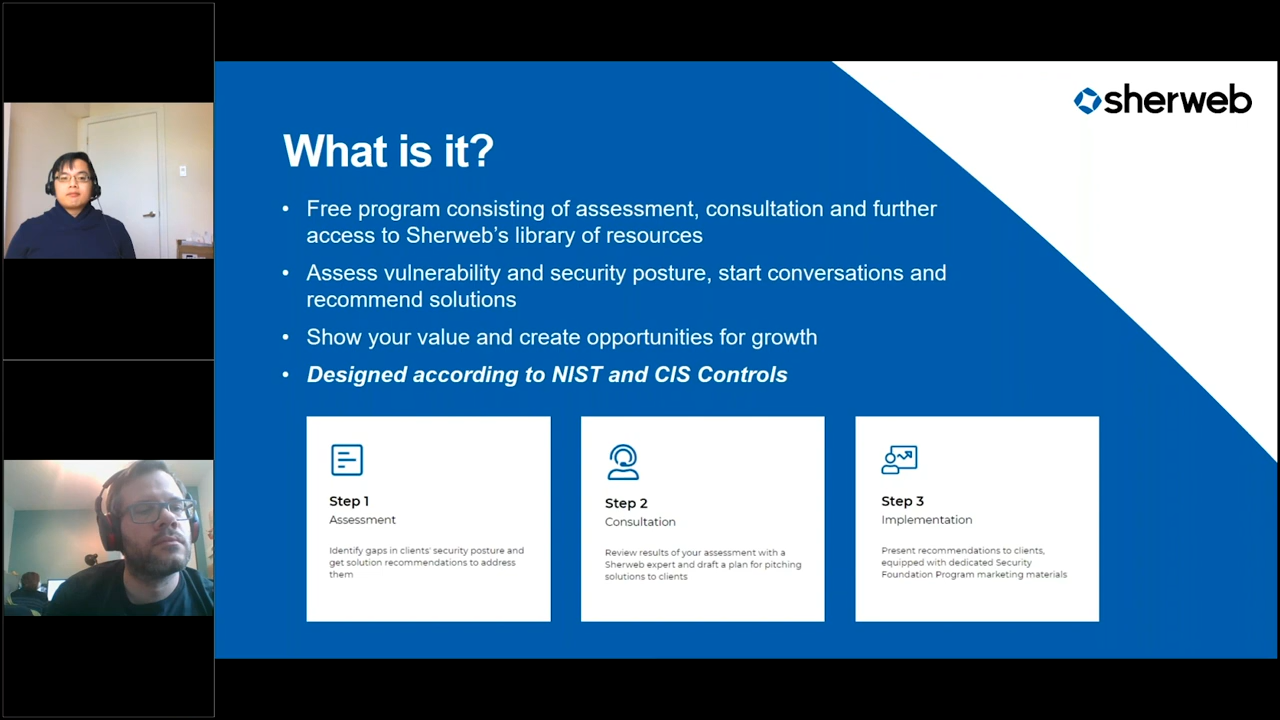 sherweb
What is it?
• Free program consisting of assessment, consultation and further
access to Sherweb’s library of resources
• Assess vulnerability and security posture, start conversations and
recommend solutions
• Show your value and create opportunities for growth
• Designed according to NIST and CIS Controls
Step 1
Assessment
Identify gaps in clients' security posture and
get solution recommendations to address
them
Step 2
Consultation
Review results of your assessment with a
Sherweb expert and draft a plan for pitching
solutions to clients
Step 3
Implementation
Present recommendations to clients,
equipped with dedicated Security
Foundation Program marketing materials